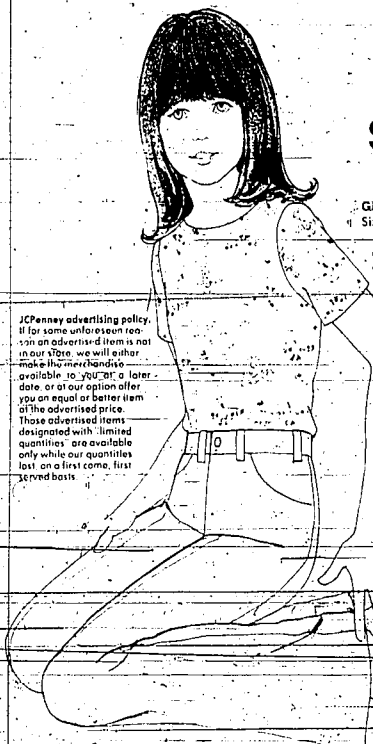 S
Gi
Si
JCPenney advertising policy.
If for some unforeseen rea-
son an advertised item is not
in our store, we will either
make the merchandise
available to you at a later
date, or at our option offer
you an equal or better item
at the advertised price.
Those advertised items
designated with "limited
quantities" are available
only while our quantities
last, on a first come, first
served basis.